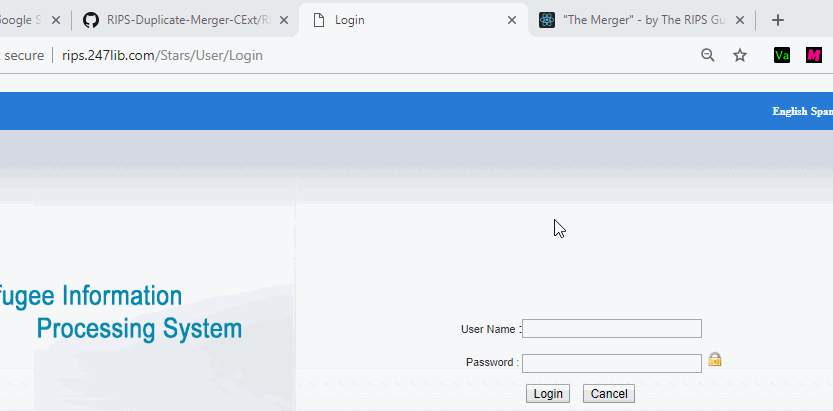 Google S
RIPS-Duplicate-Merger-CExt/R
Login
"The Merger" - by The RIPS Gu
t secure
rips.247lib.com/Stars/User/Login
Va
M
English Span
fugee Information
Processing System
User Name :
Password :
Login
Cancel